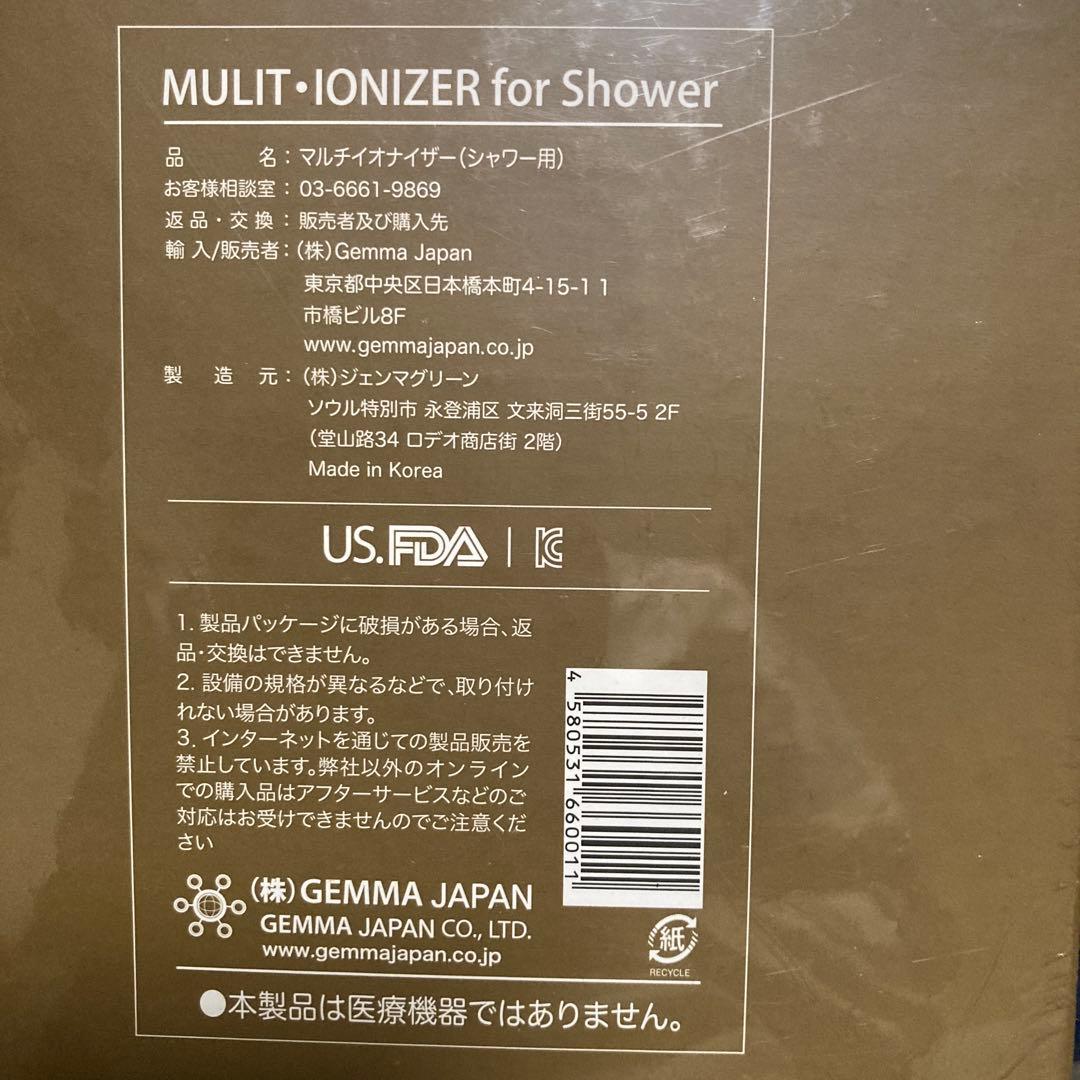 MULIT・IONIZER for Shower
品 名：マルチイオナイザー（シャワー用）
お客様相談室：03-6661-9869
返品・交換：販売者及び購入先
輸入/販売者：（株）Gemma Japan
東京都中央区日本橋本町4-15-1 1
市橋ビル8F
www.gemmajapan.co.jp
製造元：（株）ジェンマグリーン
ソウル特別市 永登浦区 文来洞三街55-5 2F
（堂山路34 ロデオ商店街 2階）
Made in Korea
US.FDA | KC
1. 製品パッケージに破損がある場合、返
品・交換はできません。
2. 設備の規格が異なるなどで、取り付け
れない場合があります。
3. インターネットを通じての製品販売を
禁止しています。弊社以外のオンライン
での購入品はアフターサービスなどのご
対応はお受けできませんのでご注意くだ
さい
4 580531 660011
（株）GEMMA JAPAN
GEMMA JAPAN CO., LTD.
www.gemmajapan.co.jp
紙
RECYCLE
●本製品は医療機器ではありません。